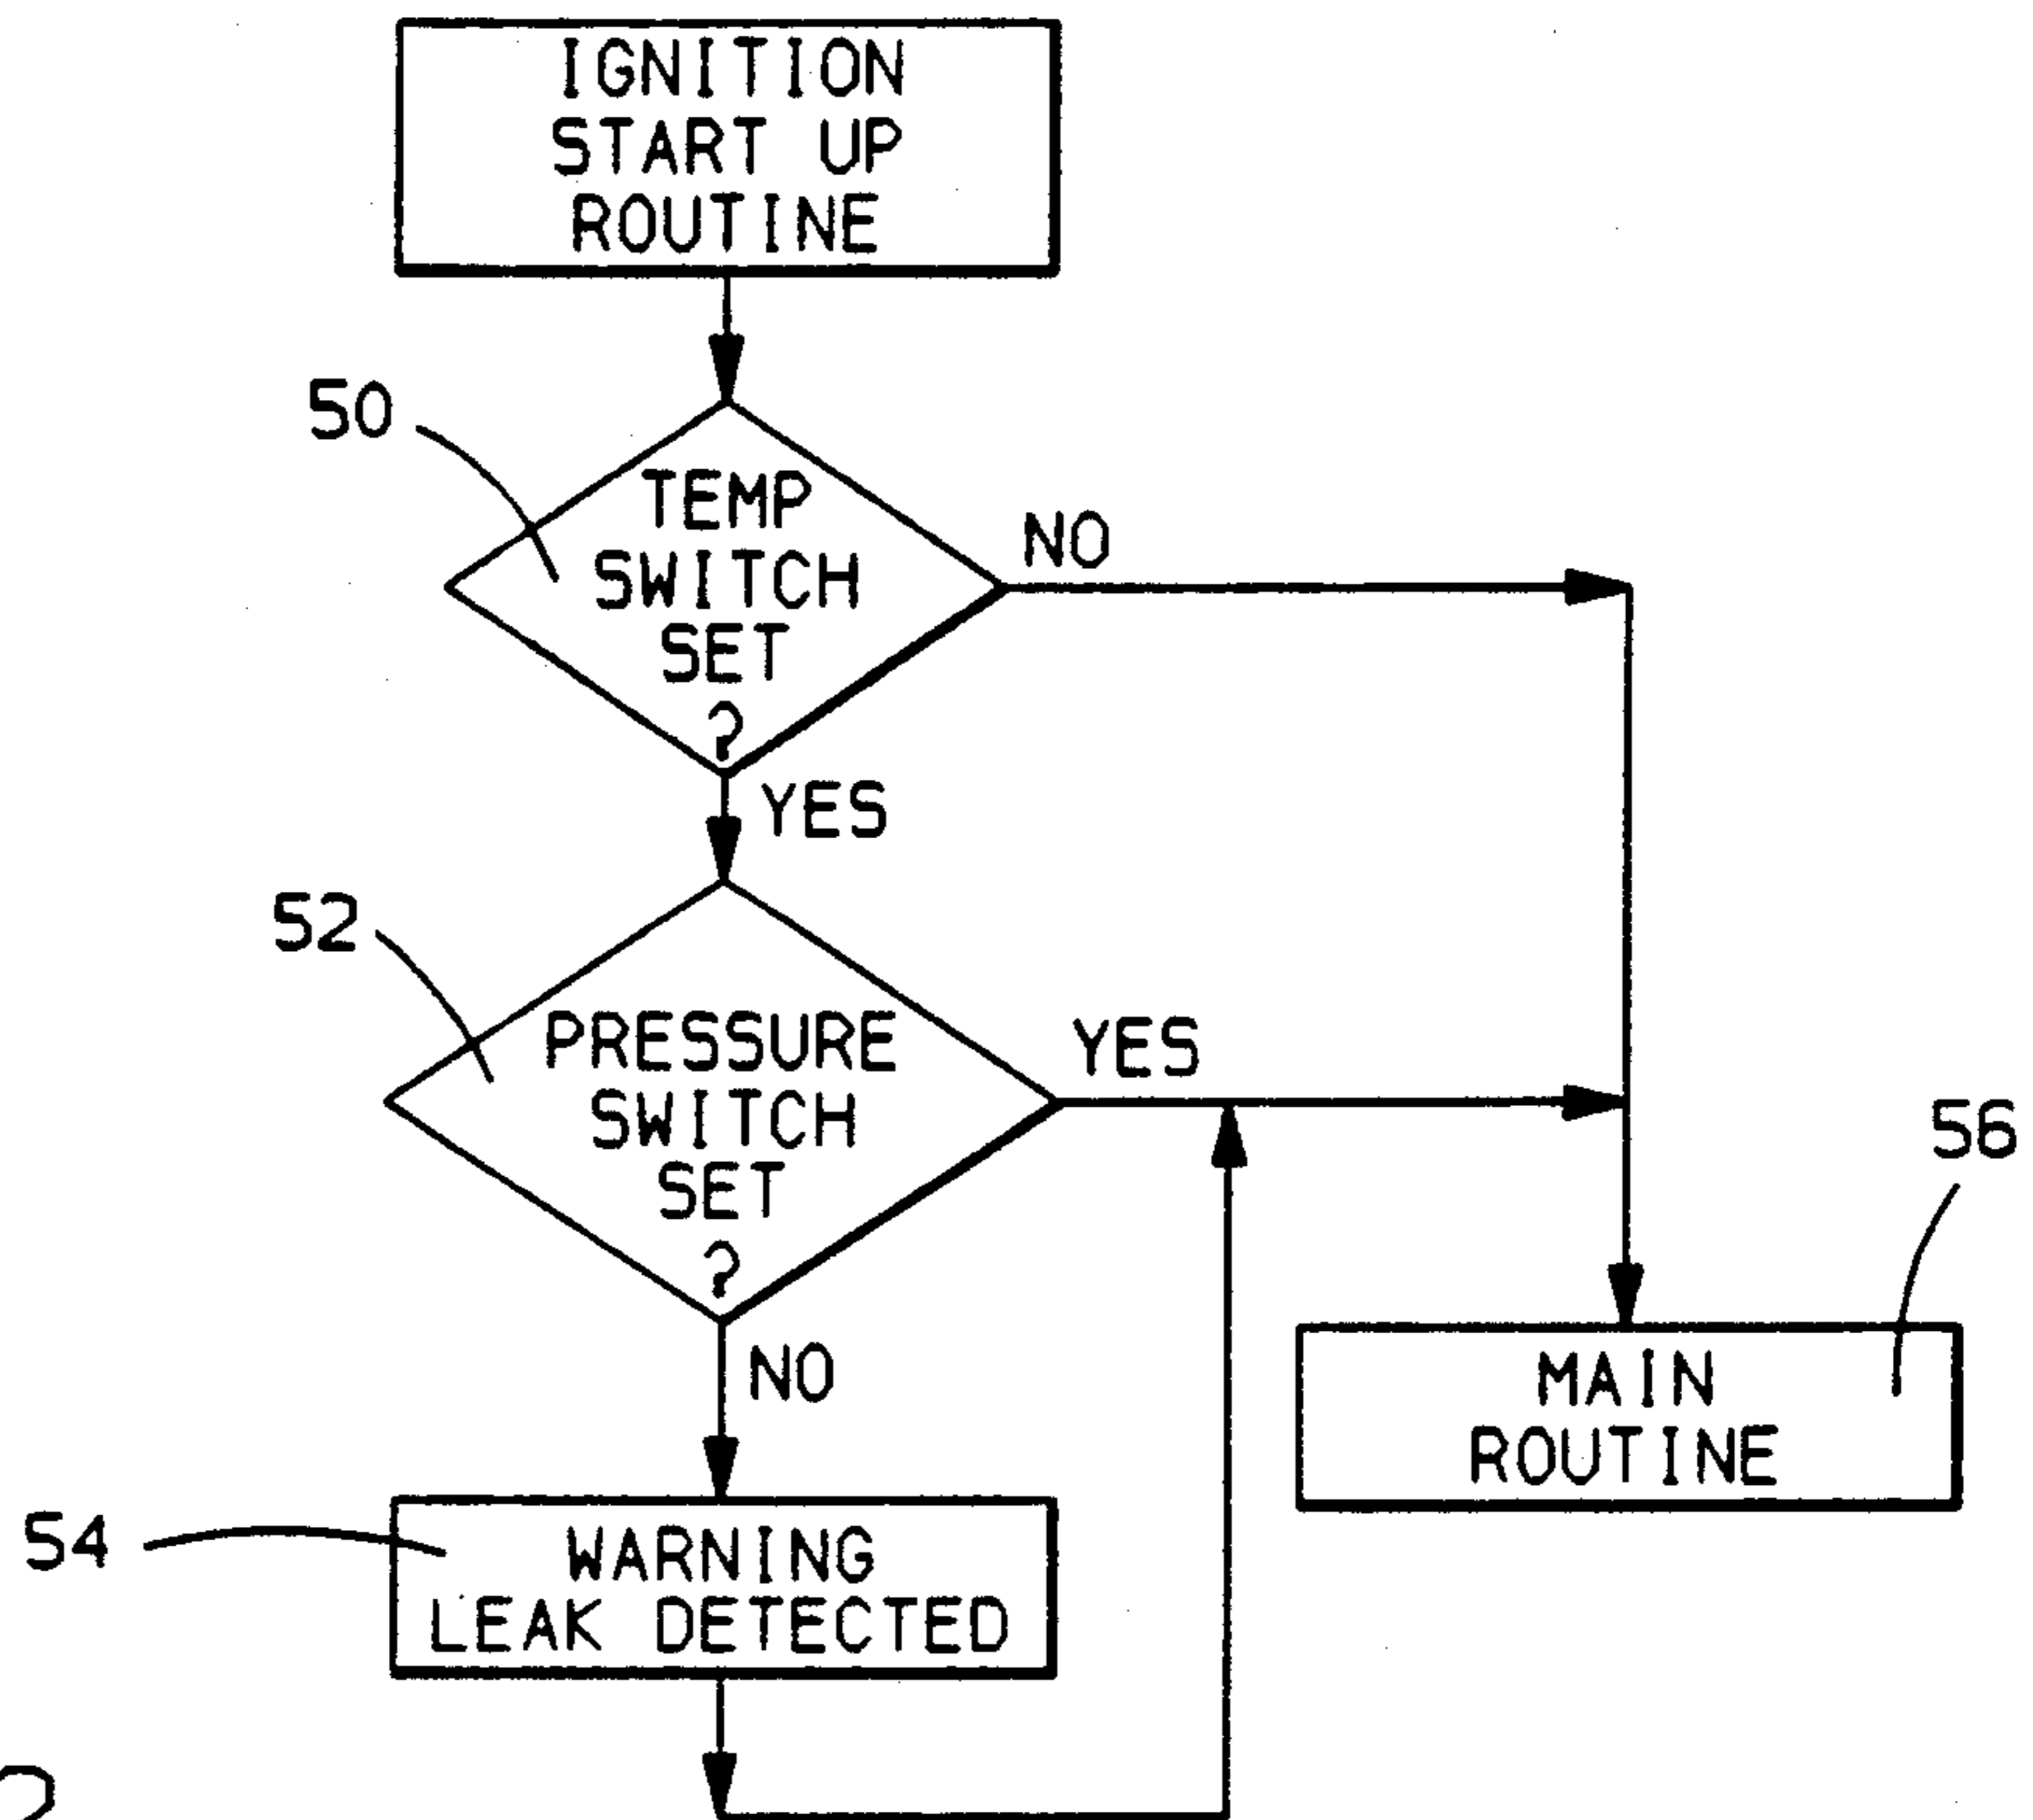 IGNITION
START UP
ROUTINE
50
TEMP
SWITCH
SET
?
NO
YES
52
PRESSURE
SWITCH
SET
?
YES
56
NO
MAIN
ROUTINE
54
WARNING
LEAK DETECTED
2